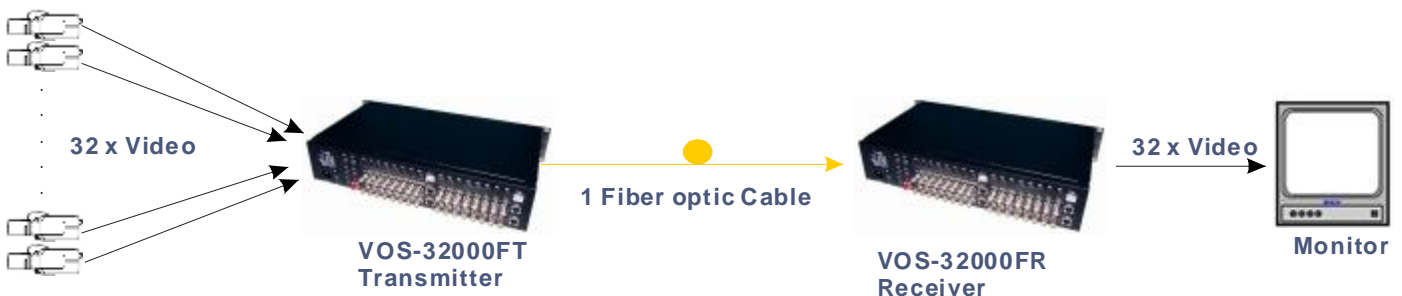 32 x Video
VOS-32000FT
Transmitter
1 Fiber optic Cable
VOS-32000FR
Receiver
32 x Video
Monitor